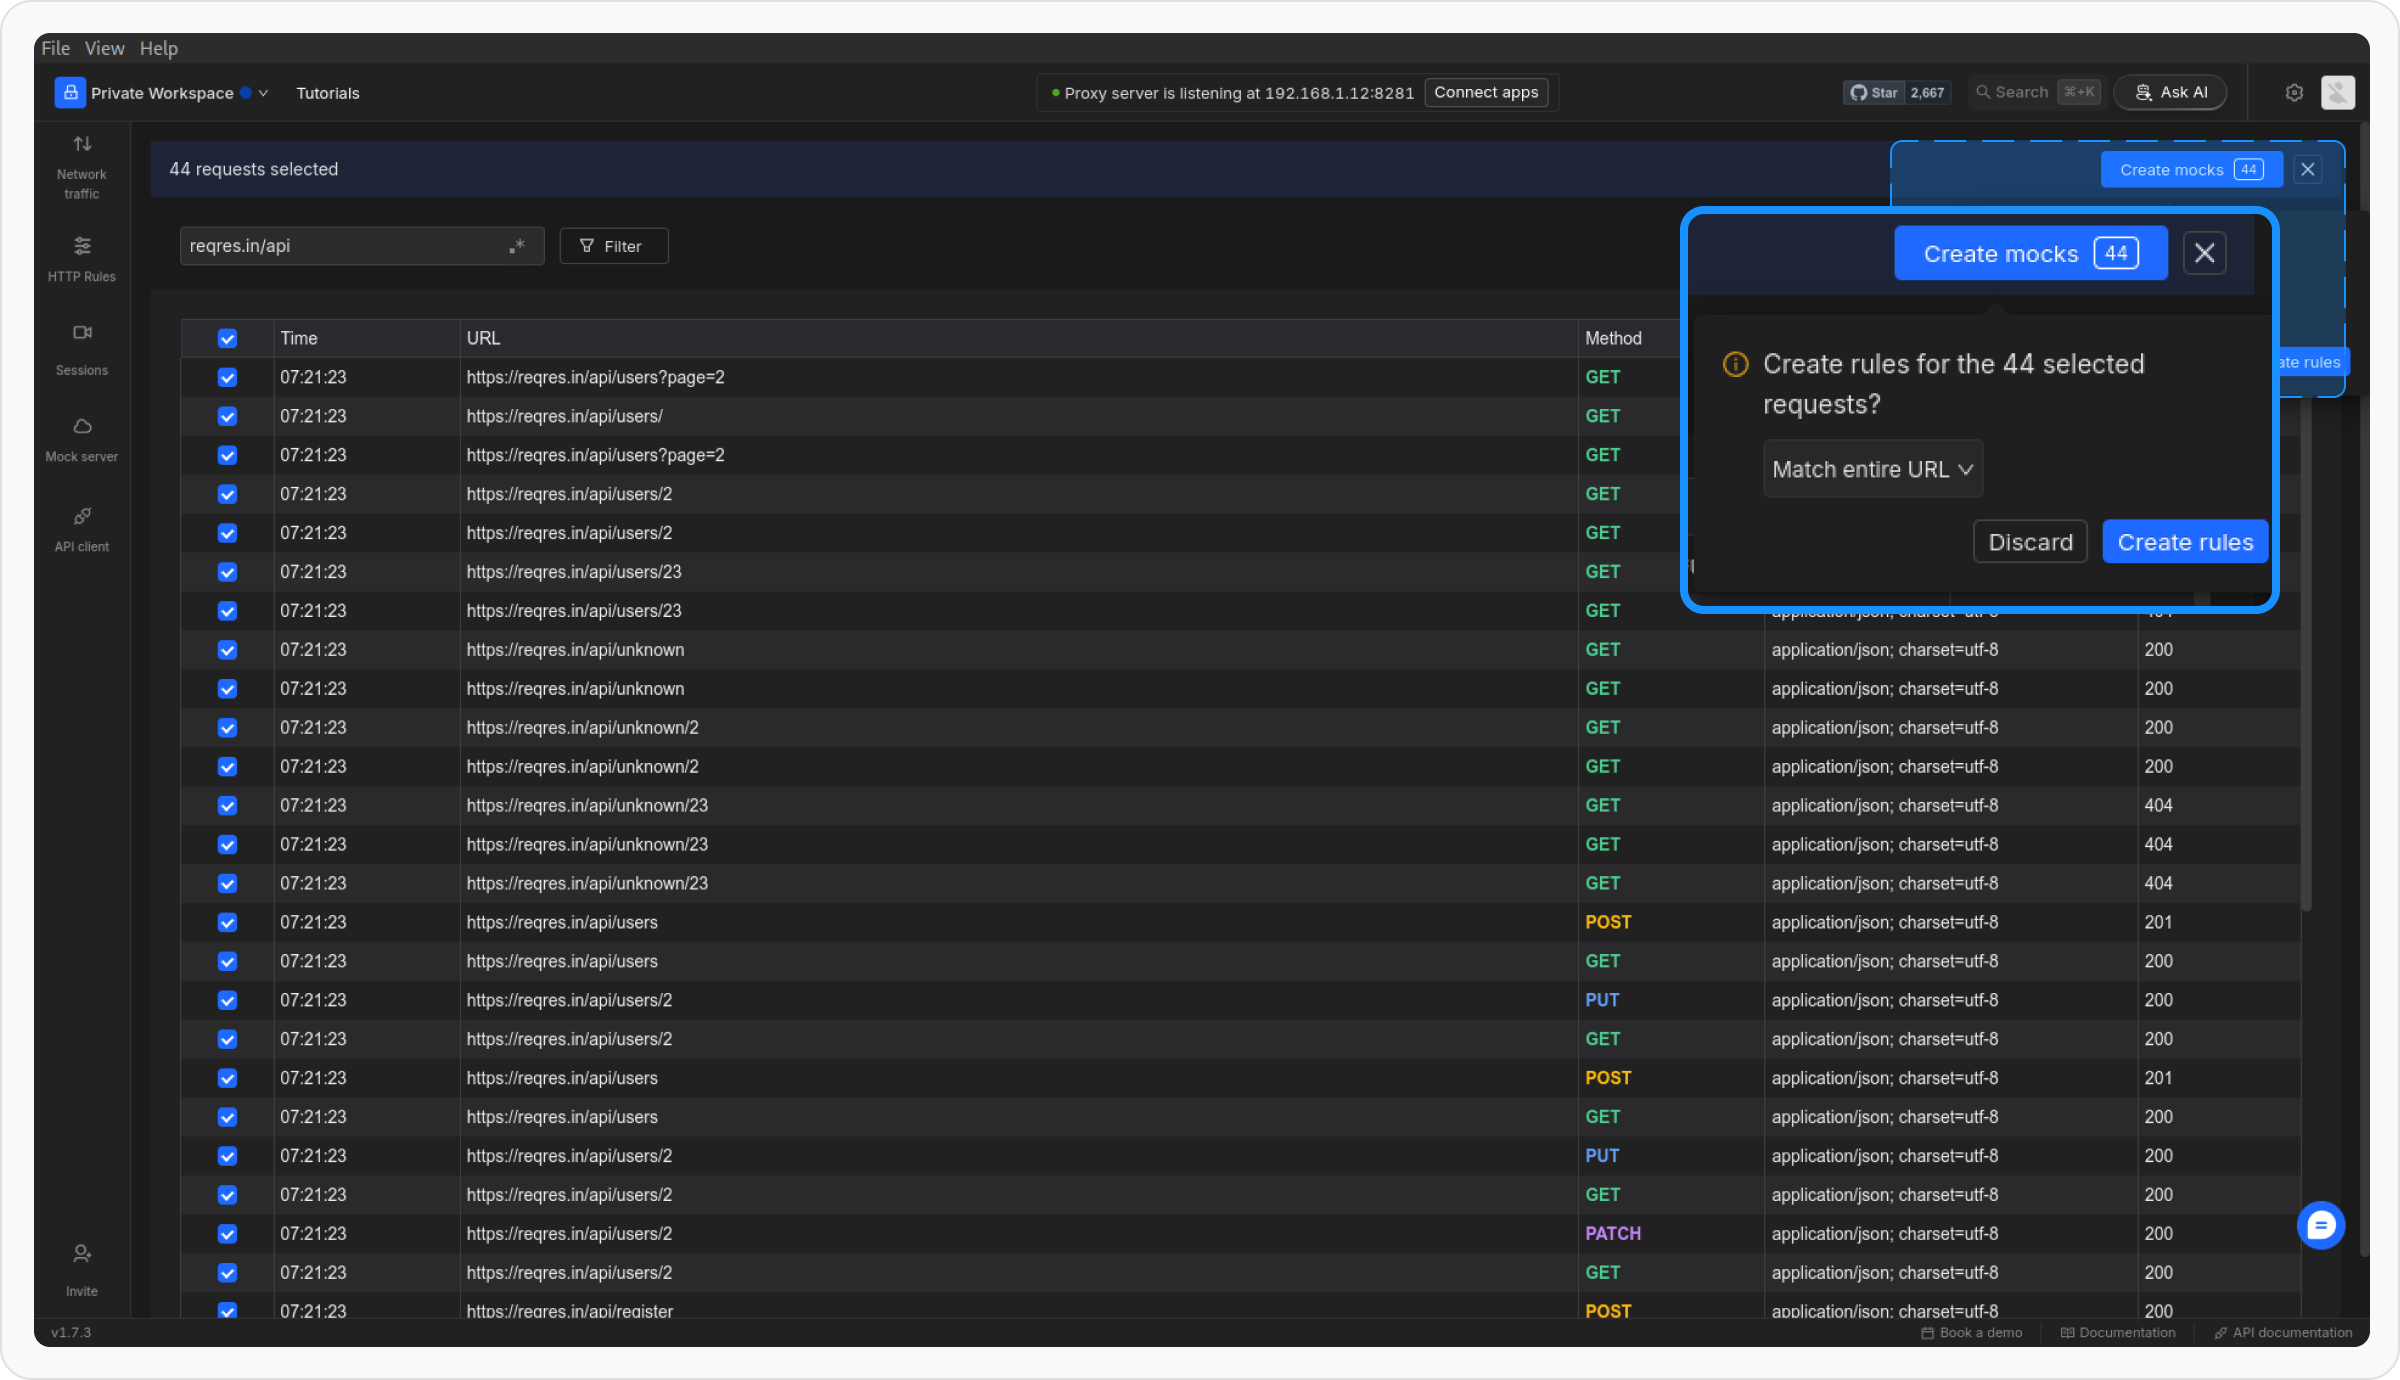 File View Help
Private Workspace Tutorials Proxy server is listening at 192.168.1.12:8281 Connect apps Star 2,667 Search ⌘+K Ask AI
Network
traffic
HTTP Rules
Sessions
Mock server
API client
Invite
44 requests selected Create mocks 44
reqres.in/api .* Filter
Create mocks 44
Create rules for the 44 selected
requests?
Match entire URL
Discard Create rules
ate rules
Time URL Method
07:21:23 https://reqres.in/api/users?page=2 GET
07:21:23 https://reqres.in/api/users/ GET
07:21:23 https://reqres.in/api/users?page=2 GET
07:21:23 https://reqres.in/api/users/2 GET
07:21:23 https://reqres.in/api/users/2 GET
07:21:23 https://reqres.in/api/users/23 GET
07:21:23 https://reqres.in/api/users/23 GET application/json; charset=utf-8
07:21:23 https://reqres.in/api/unknown GET application/json; charset=utf-8 200
07:21:23 https://reqres.in/api/unknown GET application/json; charset=utf-8 200
07:21:23 https://reqres.in/api/unknown/2 GET application/json; charset=utf-8 200
07:21:23 https://reqres.in/api/unknown/2 GET application/json; charset=utf-8 200
07:21:23 https://reqres.in/api/unknown/23 GET application/json; charset=utf-8 404
07:21:23 https://reqres.in/api/unknown/23 GET application/json; charset=utf-8 404
07:21:23 https://reqres.in/api/unknown/23 GET application/json; charset=utf-8 404
07:21:23 https://reqres.in/api/users POST application/json; charset=utf-8 201
07:21:23 https://reqres.in/api/users GET application/json; charset=utf-8 200
07:21:23 https://reqres.in/api/users/2 PUT application/json; charset=utf-8 200
07:21:23 https://reqres.in/api/users/2 GET application/json; charset=utf-8 200
07:21:23 https://reqres.in/api/users POST application/json; charset=utf-8 201
07:21:23 https://reqres.in/api/users GET application/json; charset=utf-8 200
07:21:23 https://reqres.in/api/users/2 PUT application/json; charset=utf-8 200
07:21:23 https://reqres.in/api/users/2 GET application/json; charset=utf-8 200
07:21:23 https://reqres.in/api/users/2 PATCH application/json; charset=utf-8 200
07:21:23 https://reqres.in/api/users/2 GET application/json; charset=utf-8 200
07:21:23 https://reqres.in/api/register POST application/json; charset=utf-8 200
v1.7.3 Book a demo Documentation API documentation